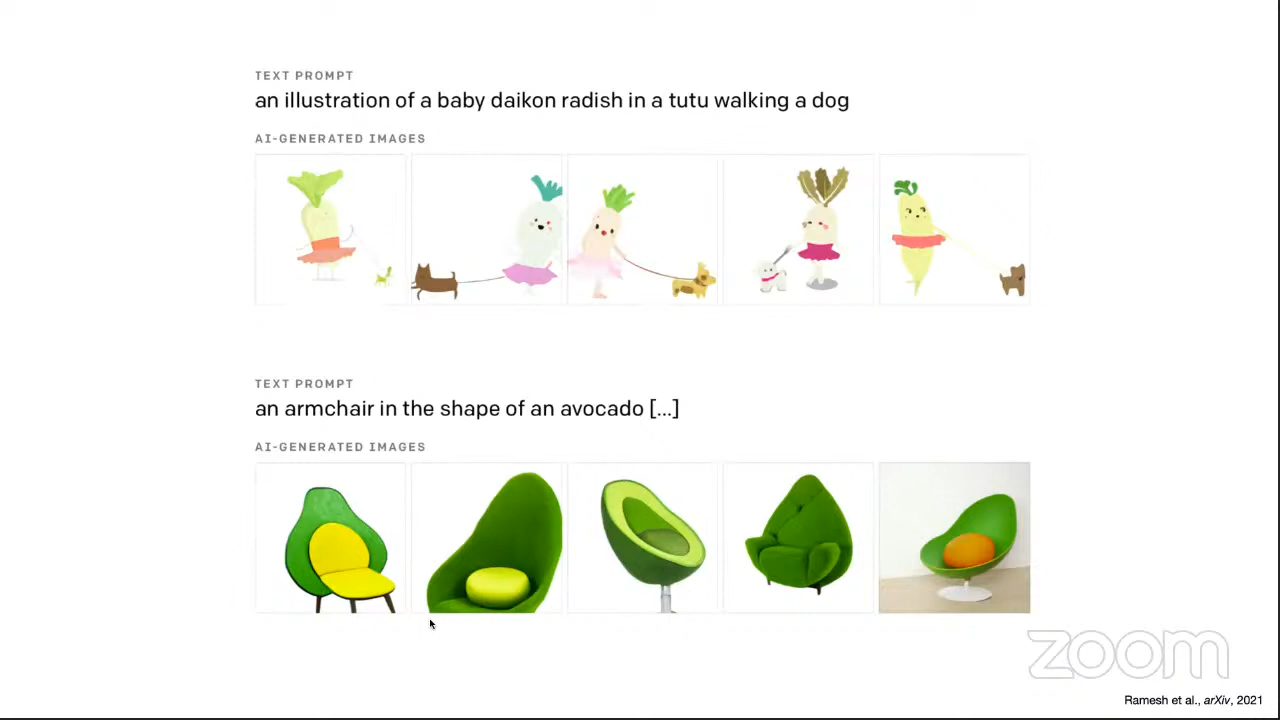 TEXT PROMPT
an illustration of a baby daikon radish in a tutu walking a dog
AI-GENERATED IMAGES
TEXT PROMPT
an armchair in the shape of an avocado [...]
AI-GENERATED IMAGES
zoom
Ramesh et al., arXiv, 2021